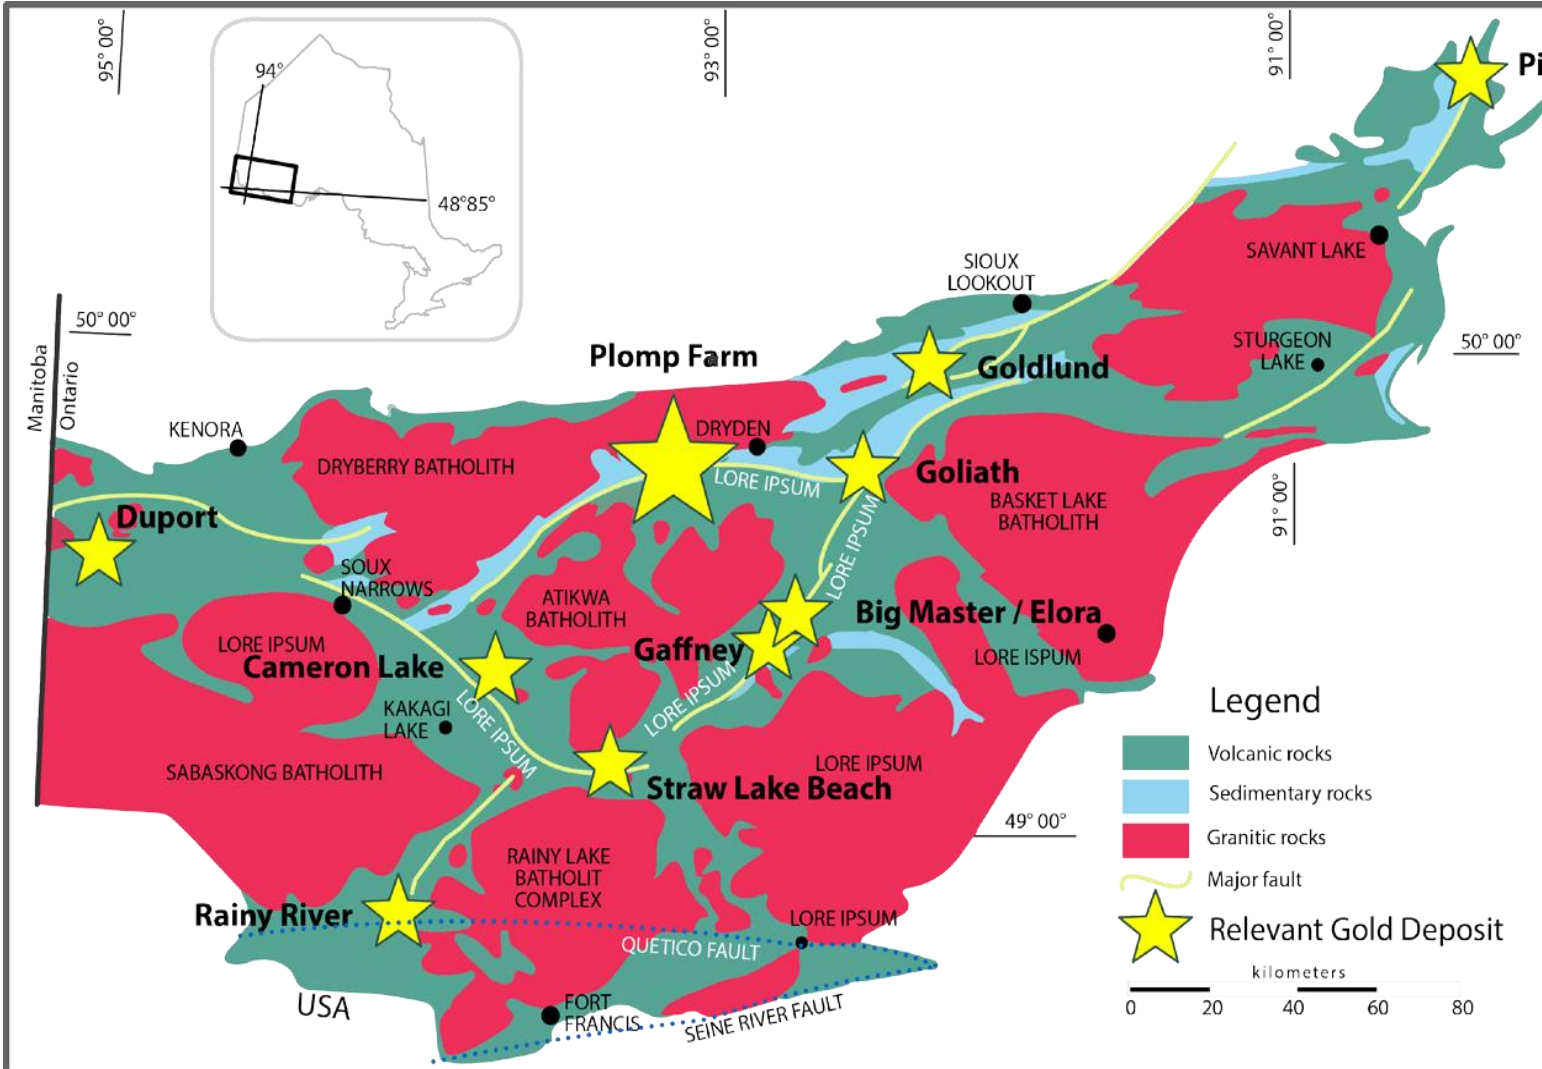 95° 00°
93° 00°
91° 00°
94°
48°85°
Pi
SAVANT LAKE
SIOUX
LOOKOUT
50° 00°
Manitoba
Ontario
STURGEON
LAKE
50° 00°
Plomp Farm
Goldlund
KENORA
DRYDEN
DRYBERRY BATHOLITH
LORE IPSUM
Goliath
BASKET LAKE
BATHOLITH
91° 00°
Duport
LORE IPSUM
SOUX
NARROWS
ATIKWA
BATHOLITH
Big Master / Elora
LORE IPSUM
Cameron Lake
Gaffney
LORE ISPUM
LORE IPSUM
KAKAGI
LAKE
LORE IPSUM
SABASKONG BATHOLITH
LORE IPSUM
Straw Lake Beach
49° 00°
RAINY LAKE
BATHOLIT
COMPLEX
Rainy River
LORE IPSUM
QUETICO FAULT
USA
FORT
FRANCIS
SEINE RIVER FAULT
Legend
Volcanic rocks
Sedimentary rocks
Granitic rocks
Major fault
Relevant Gold Deposit
kilometers
0 20 40 60 80